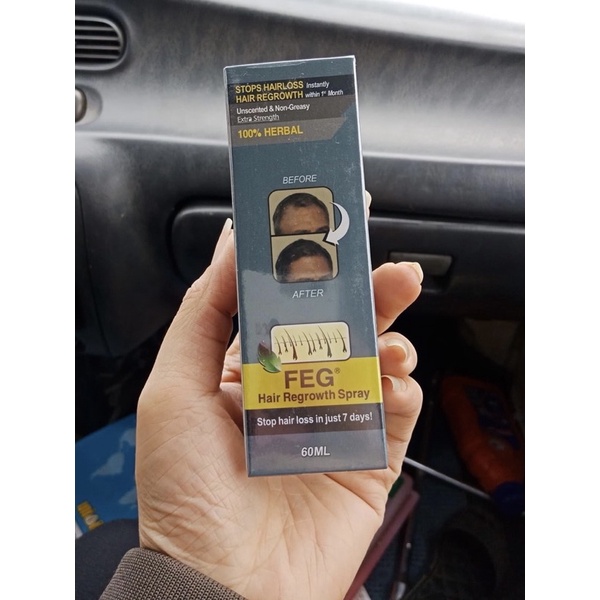 STOPS HAIRLOSS Instantly
HAIR REGROWTH within 1st Month
Unscented & Non-Greasy
Extra Strength
100% HERBAL
BEFORE
AFTER
FEG®
Hair Regrowth Spray
Stop hair loss in just 7 days!
60ML